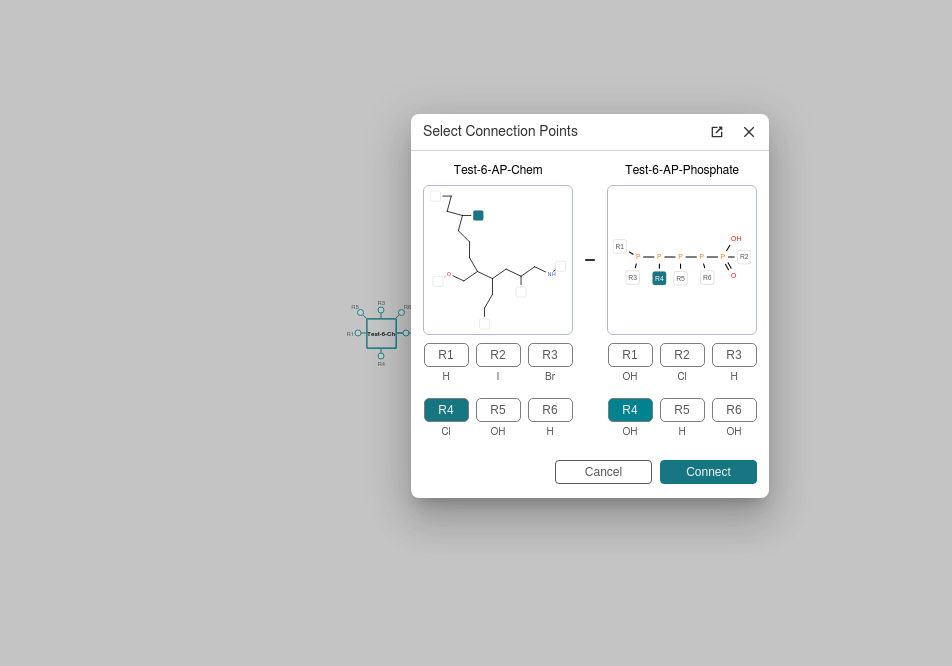 Select Connection Points
Test-6-AP-Chem
Test-6-AP-Phosphate
O
NH
R1
P
P
P
P
P
OH
R2
O
R3
R4
R5
R6
R5
R3
R1
Test-6-Ch
R4
R1 R2 R3
H I Br
R4 R5 R6
Cl OH H
R1 R2 R3
OH Cl H
R4 R5 R6
OH H OH
Cancel
Connect